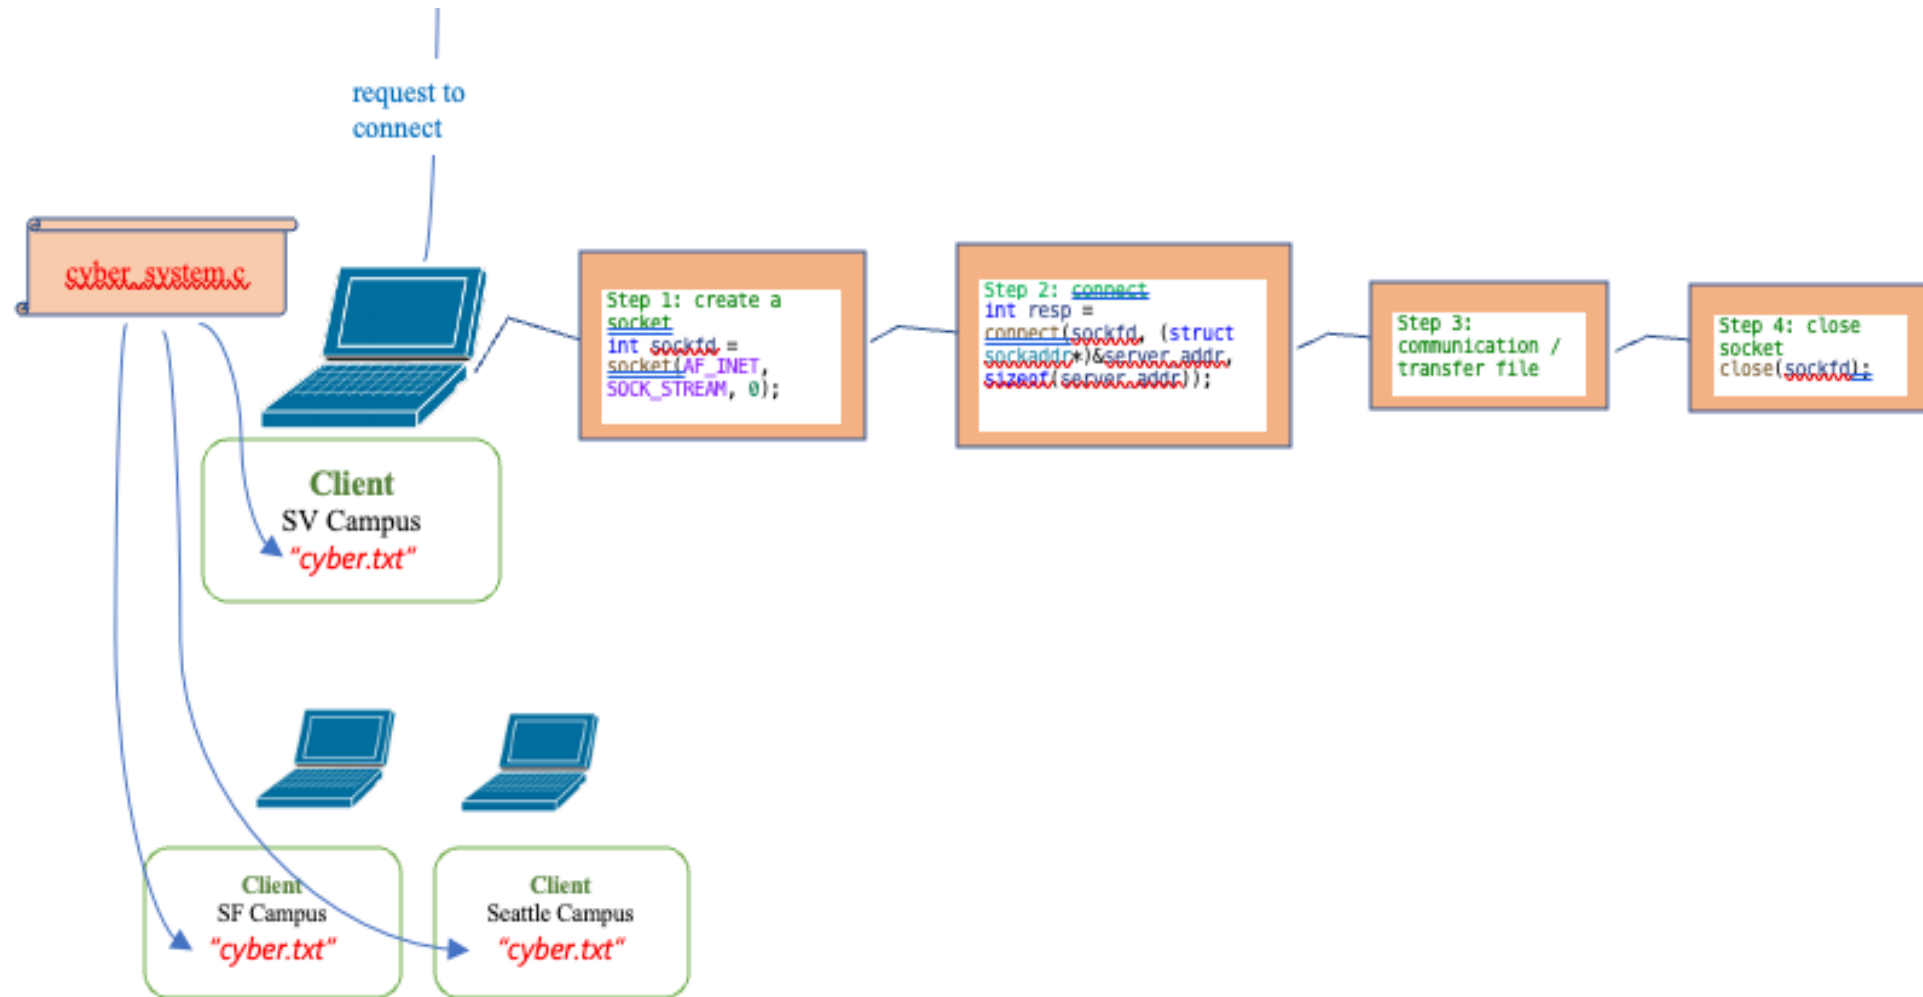 request to
connect
cyber_system.c
Step 1: create a
socket
int sockfd =
socket(AF_INET,
SOCK_STREAM, 0);
Step 2: connect
int resp =
connect(sockfd, (struct
sockaddr*)&server_addr,
sizeof(server_addr));
Step 3:
communication /
transfer file
Step 4: close
socket
close(sockfd);
Client
SV Campus
"cyber.txt"
Client
SF Campus
"cyber.txt"
Client
Seattle Campus
"cyber.txt"